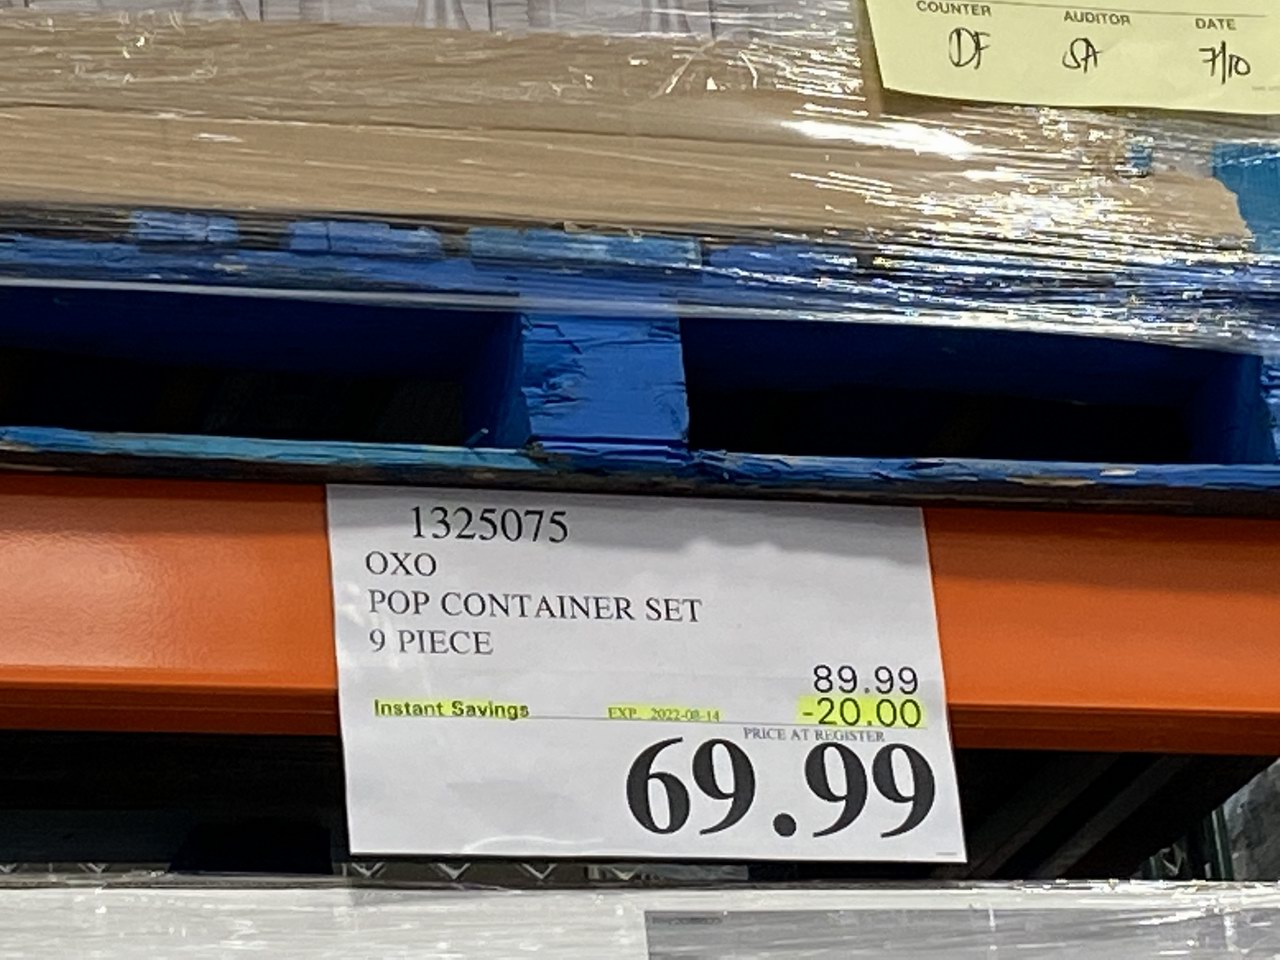 COUNTER AUDITOR DATE
DF SA 7/10
1325075
OXO
POP CONTAINER SET
9 PIECE
89.99
Instant Savings EXP. 2022-08-14 -20.00
PRICE AT REGISTER
69.99